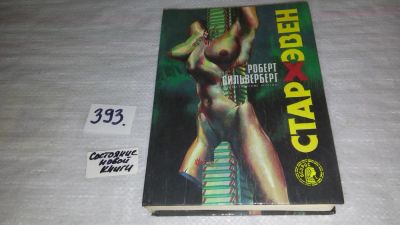 393.
СОСТОЯНИЕ
НОВОЙ
КНИГИ
РОБЕРТ
СИЛЬВЕРБЕРГ
СТАРХЭВЕН